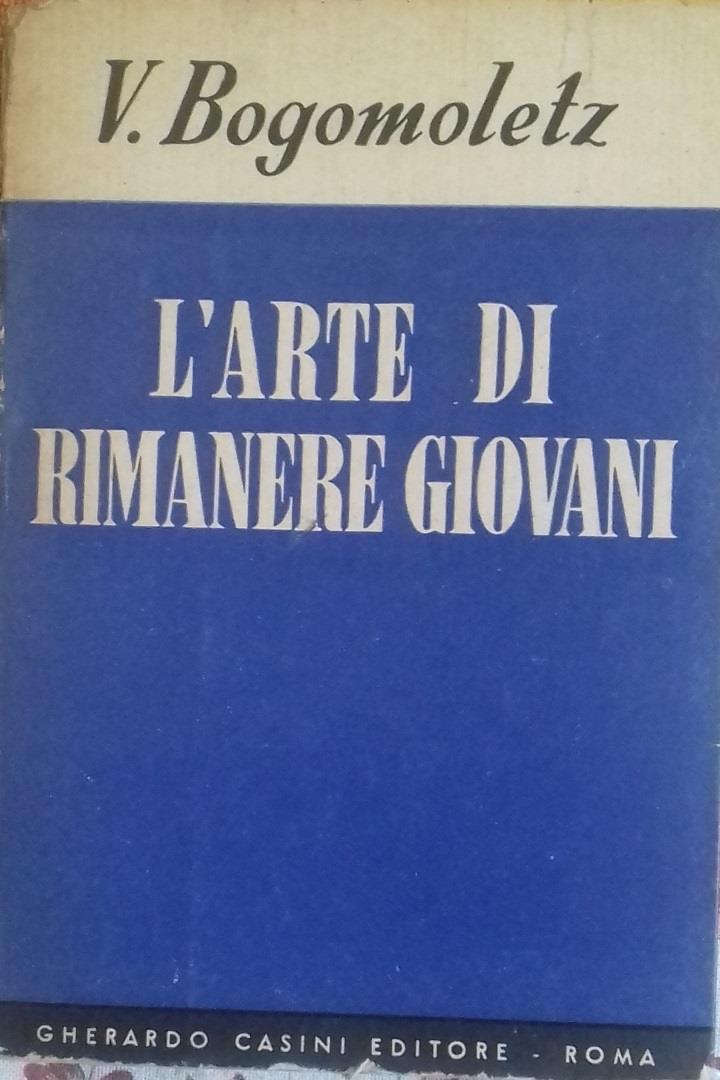 V. Bogomoletz
L'ARTE DI
RIMANERE GIOVANI
GHERARDO CASINI EDITORE - ROMA